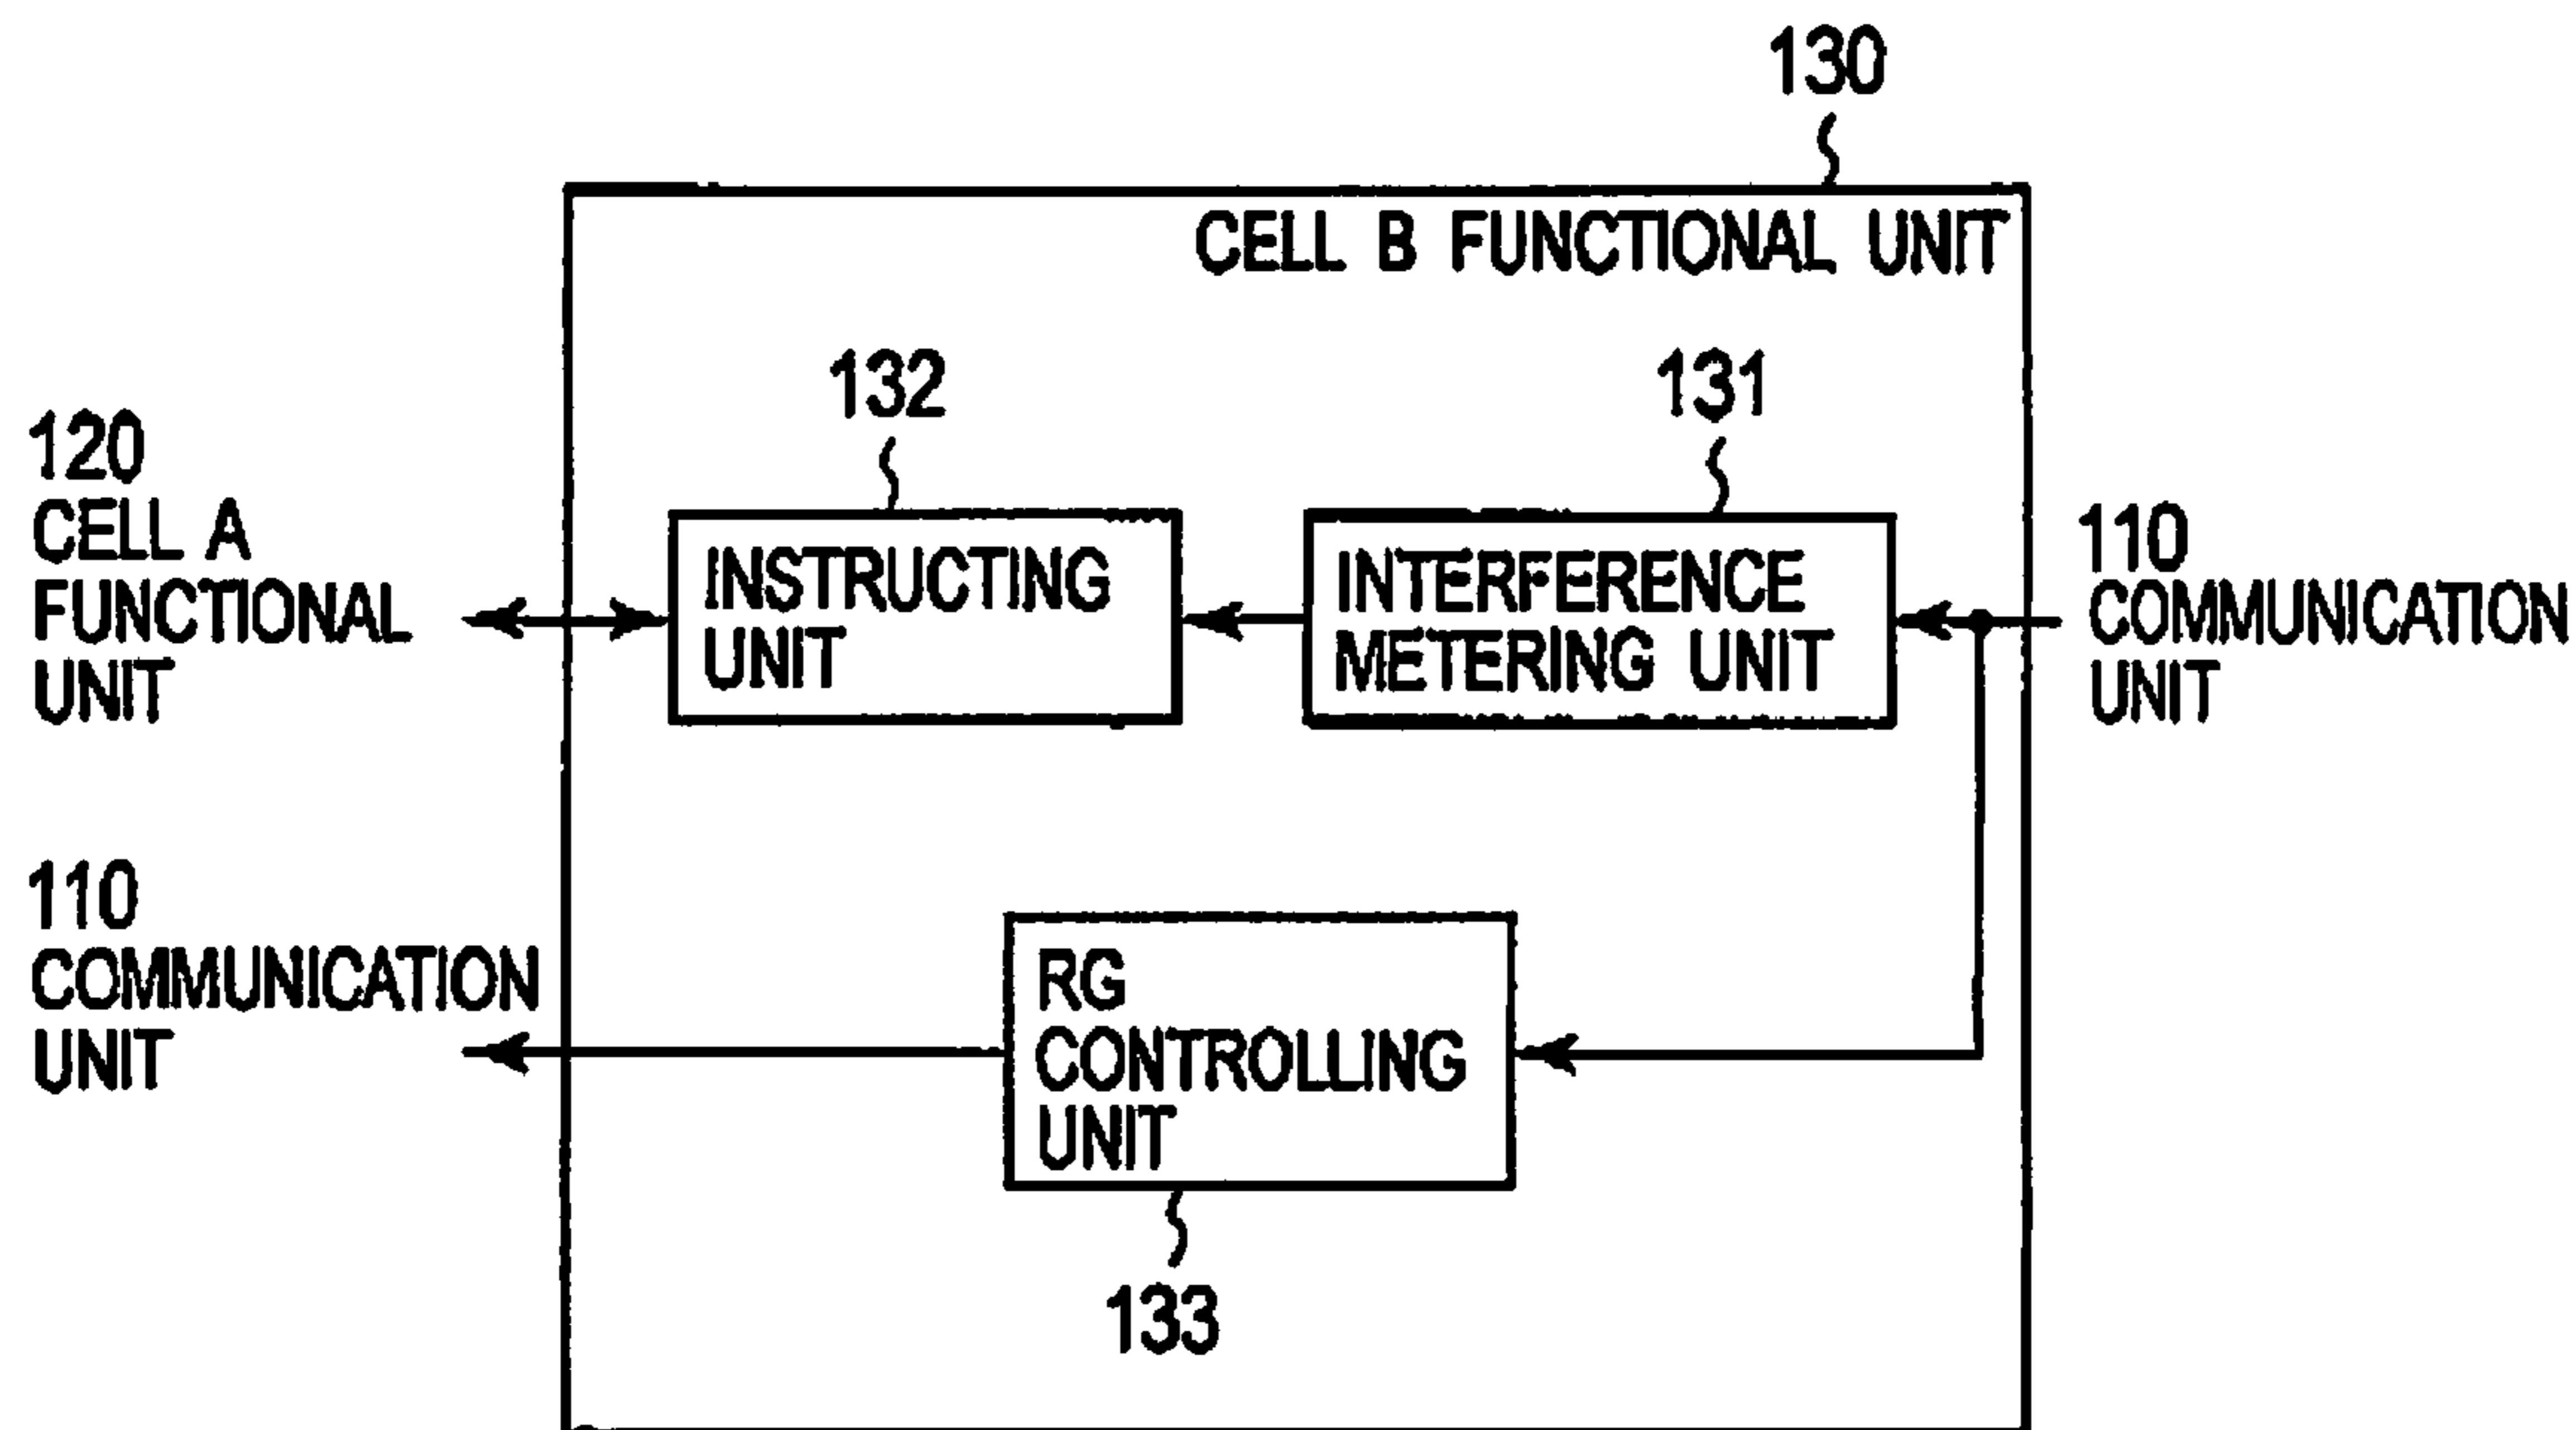 130
CELL B FUNCTIONAL UNIT
132
131
120
CELL A
FUNCTIONAL
UNIT
INSTRUCTING
UNIT
INTERFERENCE
METERING UNIT
110
COMMUNICATION
UNIT
110
COMMUNICATION
UNIT
RG
CONTROLLING
UNIT
133